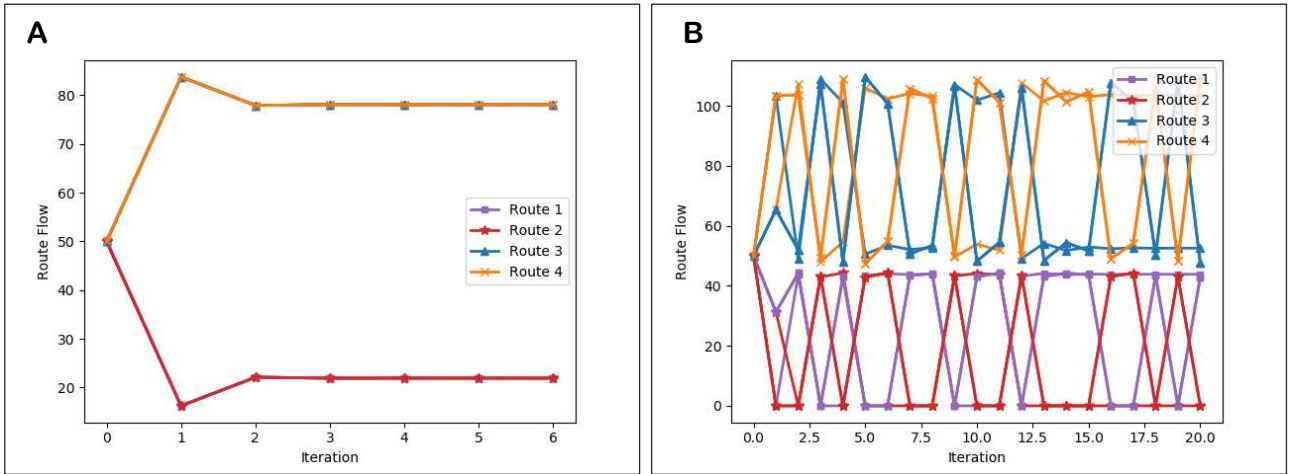 A
Route Flow
80
70
60
50
40
30
20
Route 1
Route 2
Route 3
Route 4
0 1 2 3 4 5 6
Iteration
B
Route Flow
100
80
60
40
20
0
Route 1
Route 2
Route 3
Route 4
0.0 2.5 5.0 7.5 10.0 12.5 15.0 17.5 20.0
Iteration